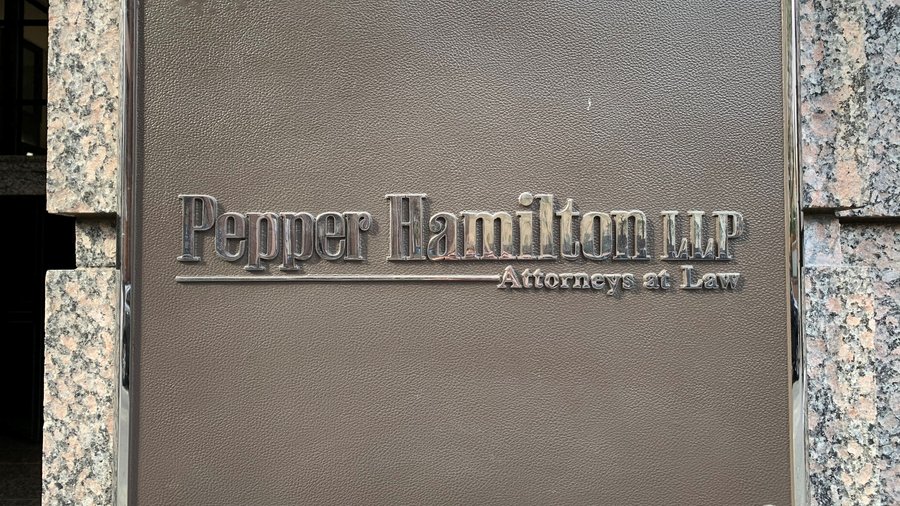 Pepper Hamilton LLP
Attorneys at Law